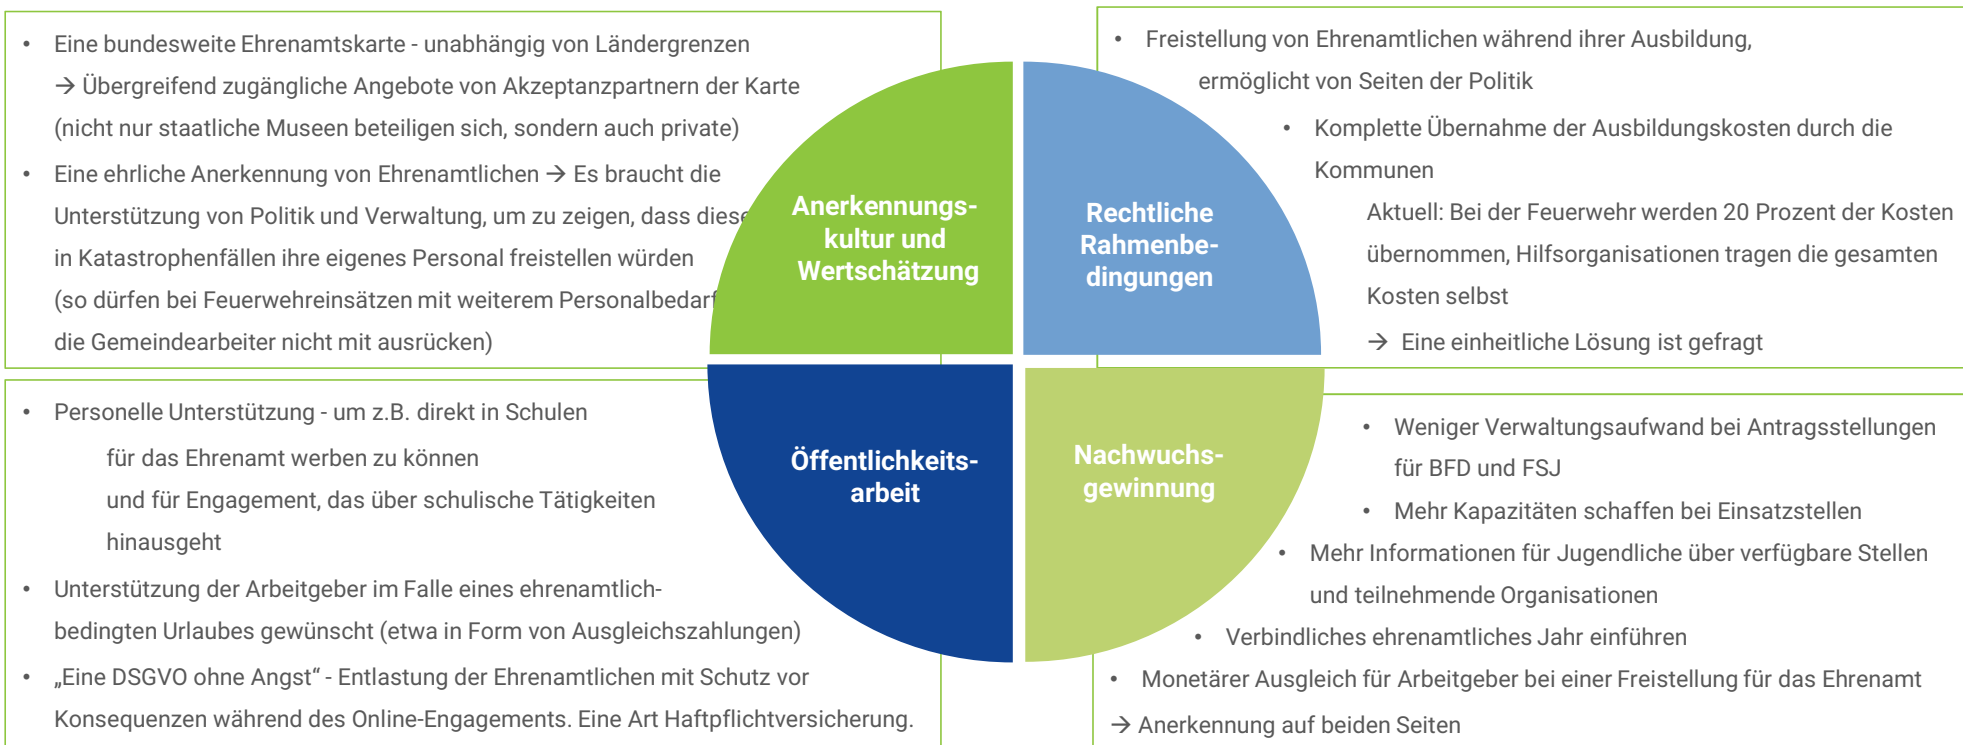 • Eine bundesweite Ehrenamtskarte - unabhängig von Ländergrenzen
→ Übergreifend zugängliche Angebote von Akzeptanzpartnern der Karte
(nicht nur staatliche Museen beteiligen sich, sondern auch private)
• Eine ehrliche Anerkennung von Ehrenamtlichen → Es braucht die
Unterstützung von Politik und Verwaltung, um zu zeigen, dass diese
in Katastrophenfällen ihre eigenes Personal freistellen würden
(so dürfen bei Feuerwehreinsätzen mit weiterem Personalbedarf
die Gemeindearbeiter nicht mit ausrücken)
Anerkennungs-
kultur und
Wertschätzung
Rechtliche
Rahmenbe-
dingungen
• Freistellung von Ehrenamtlichen während ihrer Ausbildung,
ermöglicht von Seiten der Politik
• Komplette Übernahme der Ausbildungskosten durch die
Kommunen
Aktuell: Bei der Feuerwehr werden 20 Prozent der Kosten
übernommen, Hilfsorganisationen tragen die gesamten
Kosten selbst
→ Eine einheitliche Lösung ist gefragt
• Personelle Unterstützung - um z.B. direkt in Schulen
für das Ehrenamt werben zu können
und für Engagement, das über schulische Tätigkeiten
hinausgeht
• Unterstützung der Arbeitgeber im Falle eines ehrenamtlich-
bedingten Urlaubes gewünscht (etwa in Form von Ausgleichszahlungen)
• „Eine DSGVO ohne Angst“ - Entlastung der Ehrenamtlichen mit Schutz vor
Konsequenzen während des Online-Engagements. Eine Art Haftpflichtversicherung.
Öffentlichkeits-
arbeit
Nachwuchs-
gewinnung
• Weniger Verwaltungsaufwand bei Antragsstellungen
für BFD und FSJ
• Mehr Kapazitäten schaffen bei Einsatzstellen
• Mehr Informationen für Jugendliche über verfügbare Stellen
und teilnehmende Organisationen
• Verbindliches ehrenamtliches Jahr einführen
• Monetärer Ausgleich für Arbeitgeber bei einer Freistellung für das Ehrenamt
→ Anerkennung auf beiden Seiten